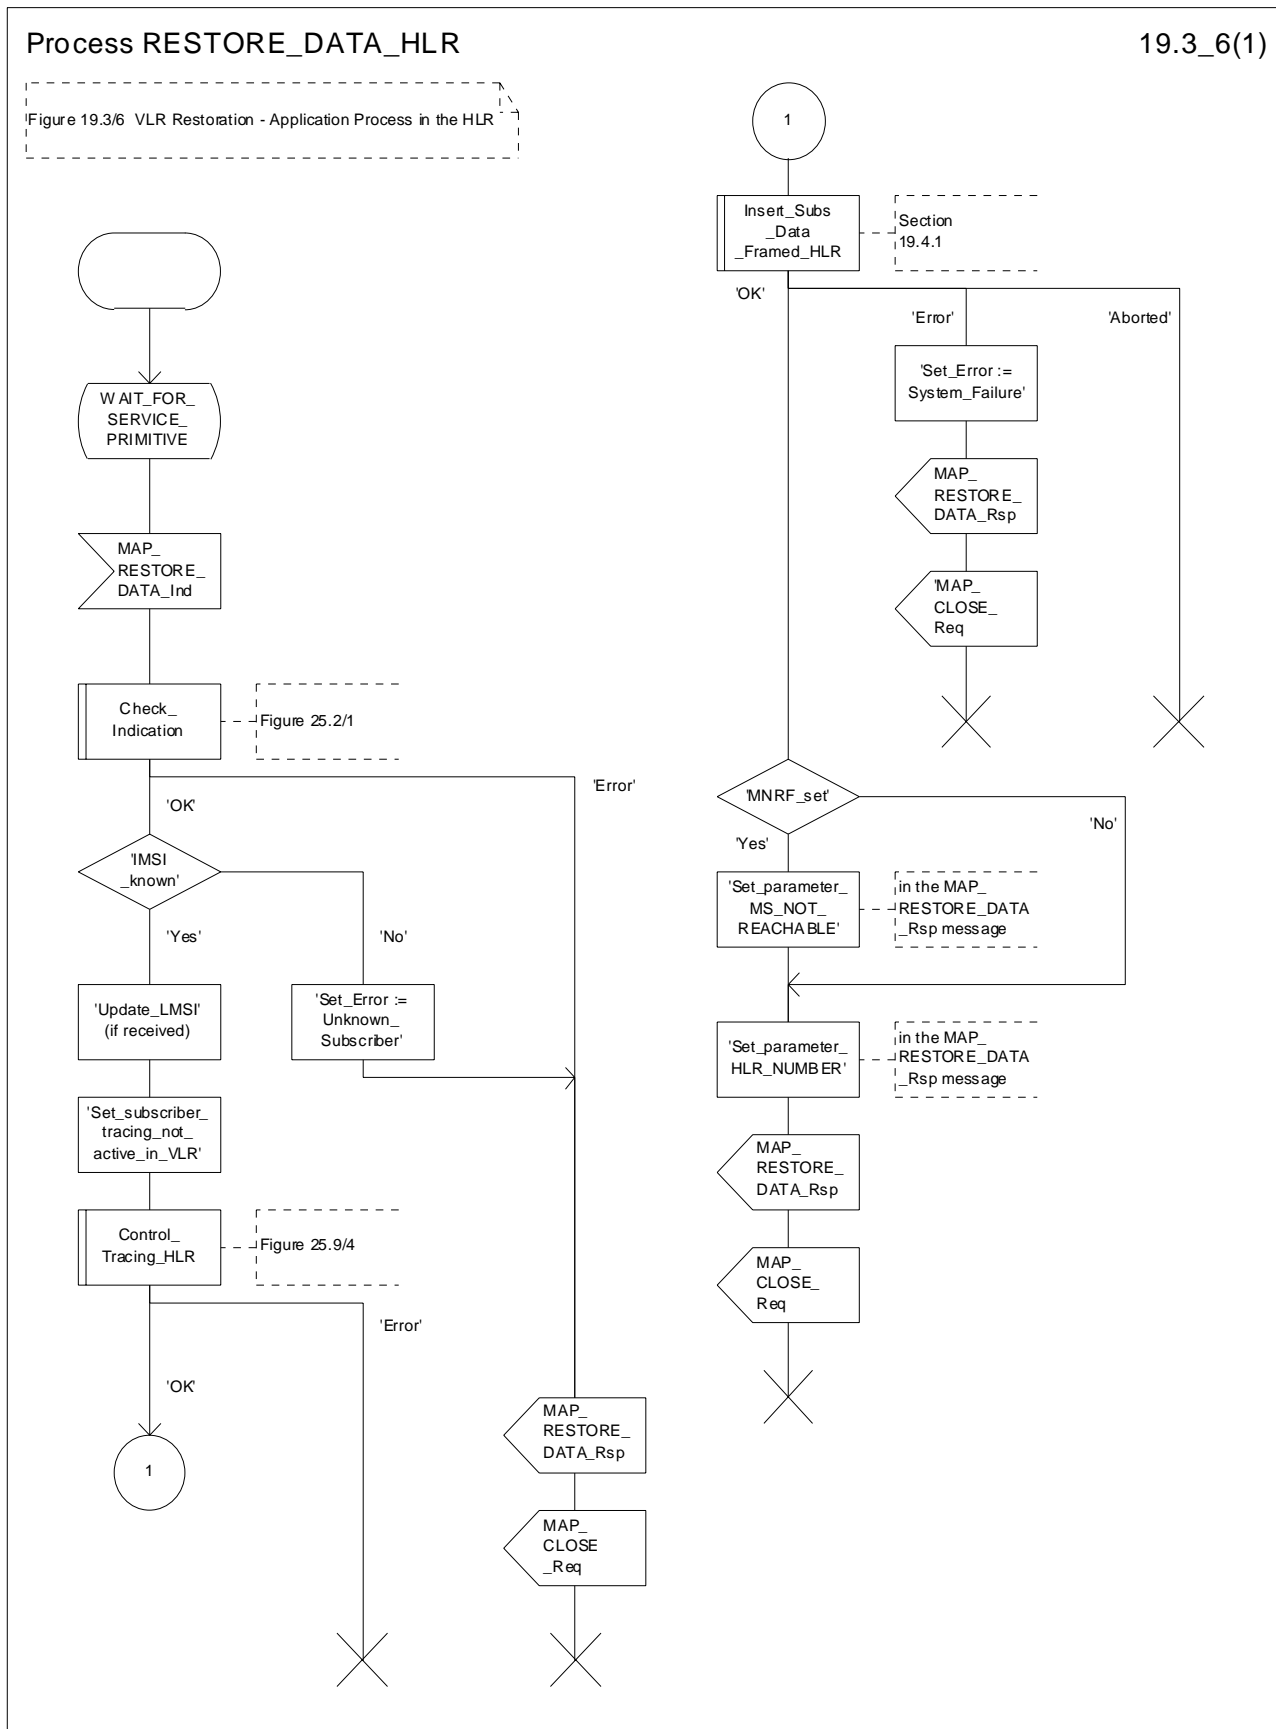 Process RESTORE_DATA_HLR
19.3_6(1)
Figure 19.3/6 VLR Restoration - Application Process in the HLR
WAIT_FOR_
SERVICE_
PRIMITIVE
MAP_
RESTORE_
DATA_Ind
Check_
Indication
Figure 25.2/1
'Error'
'OK'
'IMSI
_known'
'Yes'
'No'
'Update_LMSI'
(if received)
'Set_Error :=
Unknown_
Subscriber'
'Set_subscriber_
tracing_not_
active_in_VLR'
Control_
Tracing_HLR
Figure 25.9/4
'Error'
'OK'
1
MAP_
RESTORE_
DATA_Rsp
MAP_
CLOSE
_Req
1
Insert_Subs
_Data
_Framed_HLR
Section
19.4.1
'OK'
'Error'
'Aborted'
'Set_Error :=
System_Failure'
MAP_
RESTORE_
DATA_Rsp
'MAP_
CLOSE_
Req
'MNRF_set'
'No'
'Yes'
'Set_parameter_
MS_NOT_
REACHABLE'
in the MAP_
RESTORE_DATA
_Rsp message
'Set_parameter_
HLR_NUMBER'
in the MAP_
RESTORE_DATA
_Rsp message
MAP_
RESTORE_
DATA_Rsp
MAP_
CLOSE_
Req